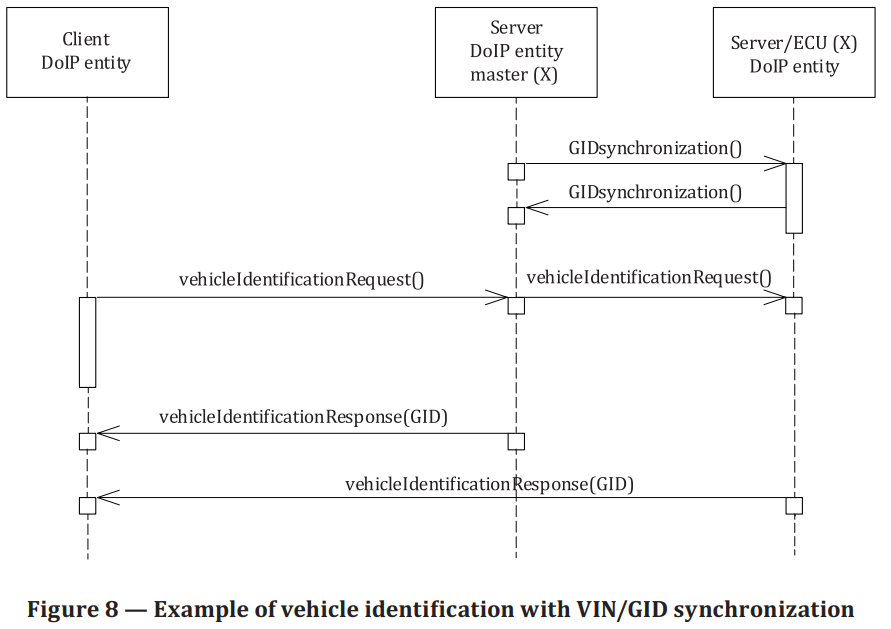 Client
DoIP entity
Server
DoIP entity
master (X)
Server/ECU (X)
DoIP entity
GIDsynchronization()
GIDsynchronization()
vehicleIdentificationRequest()
vehicleIdentificationRequest()
vehicleIdentificationResponse(GID)
vehicleIdentificationResponse(GID)
Figure 8 — Example of vehicle identification with VIN/GID synchronization